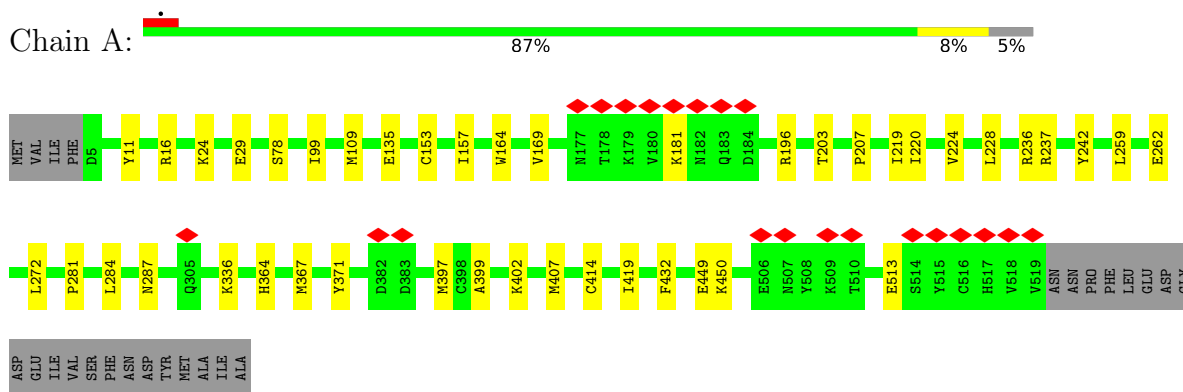 Chain A:
87% 8% 5%
MET VAL ILE PHE D5 Y11 R16 K24 E29 S78 I99 M109 E135 C153 I157 W164 V169 N177 T178 K179 V180 K181 N182 Q183 D184 R196 T203 P207 I219 I220 V224 L228 R236 R237 Y242 L259 E262
L272 P281 L284 N287 Q305 K336 H364 M367 Y371 D382 D383 M397 C398 A399 K402 M407 C414 I419 F432 E449 K450 E506 N507 Y508 K509 T510 E513 S514 Y515 C516 H517 V518 V519 ASN ASN PRO PHE LEU GLU ASP
ASP GLU ILE VAL SER PHE ASN ASP TYR MET ALA ILE ALA